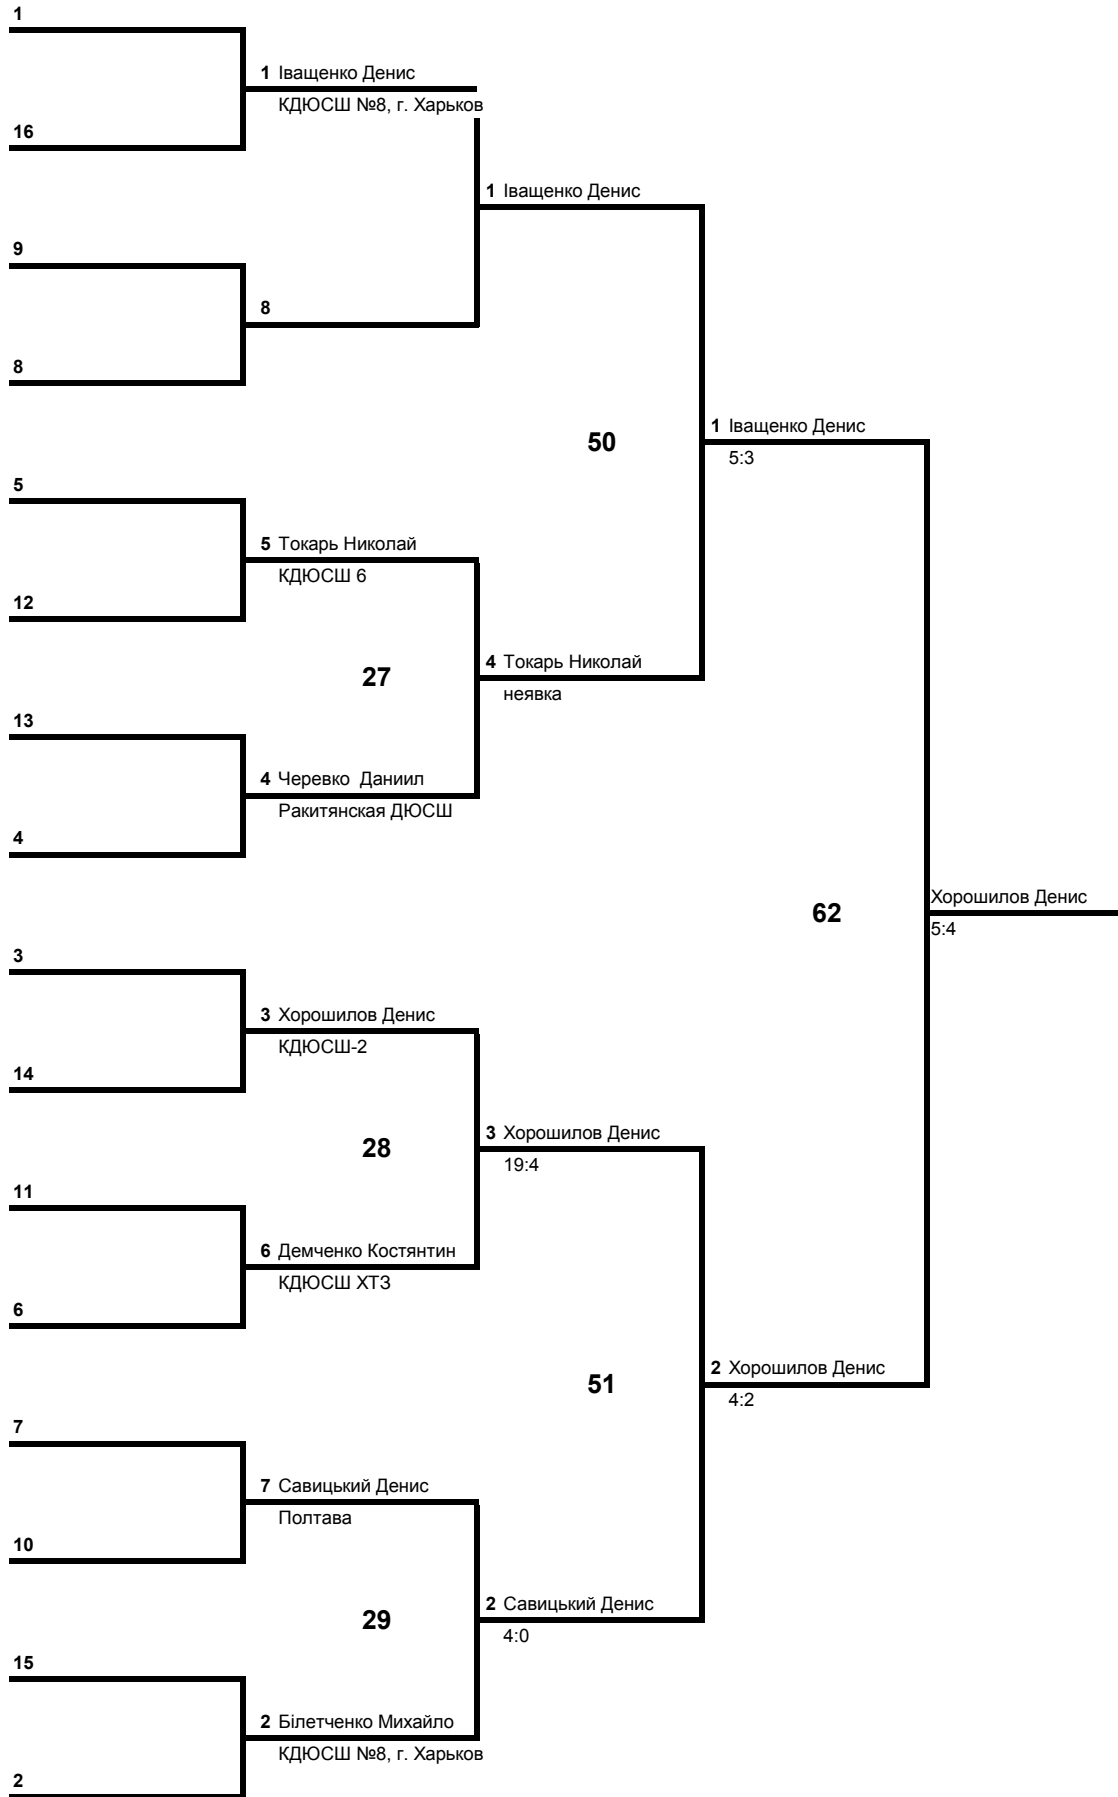 1
1 Іващенко Денис
КДЮСШ №8, г. Харьков
16
1 Іващенко Денис
9
8
8
1 Іващенко Денис
50
5:3
5
5 Токарь Николай
КДЮСШ 6
12
4 Токарь Николай
27
неявка
13
4 Черевко Даниил
Ракитянская ДЮСШ
4
Хорошилов Денис
62
5:4
3
3 Хорошилов Денис
КДЮСШ-2
14
3 Хорошилов Денис
28
19:4
11
6 Демченко Костянтин
КДЮСШ ХТЗ
6
2 Хорошилов Денис
51
4:2
7
7 Савицький Денис
Полтава
10
2 Савицький Денис
29
4:0
15
2 Білетченко Михайло
КДЮСШ №8, г. Харьков
2